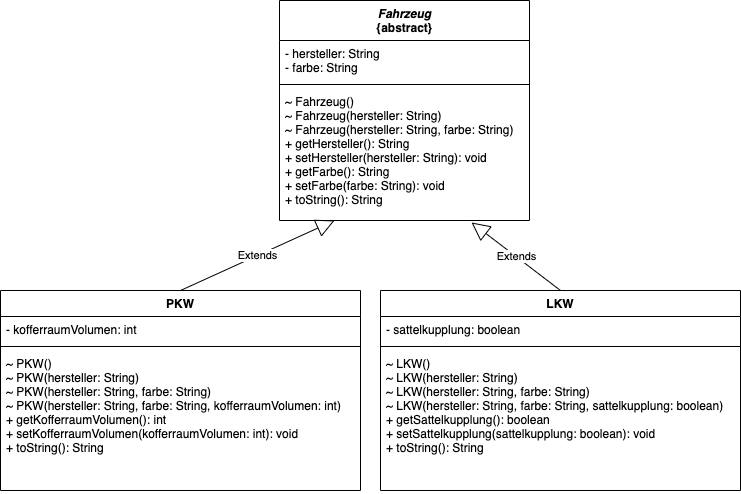 Fahrzeug
{abstract}
- hersteller: String
- farbe: String
~ Fahrzeug()
~ Fahrzeug(hersteller: String)
~ Fahrzeug(hersteller: String, farbe: String)
+ getHersteller(): String
+ setHersteller(hersteller: String): void
+ getFarbe(): String
+ setFarbe(farbe: String): void
+ toString(): String
Extends
Extends
PKW
- kofferraumVolumen: int
~ PKW()
~ PKW(hersteller: String)
~ PKW(hersteller: String, farbe: String)
~ PKW(hersteller: String, farbe: String, kofferraumVolumen: int)
+ getKofferraumVolumen(): int
+ setKofferraumVolumen(kofferraumVolumen: int): void
+ toString(): String
LKW
- sattelkupplung: boolean
~ LKW()
~ LKW(hersteller: String)
~ LKW(hersteller: String, farbe: String)
~ LKW(hersteller: String, farbe: String, sattelkupplung: boolean)
+ getSattelkupplung(): boolean
+ setSattelkupplung(sattelkupplung: boolean): void
+ toString(): String